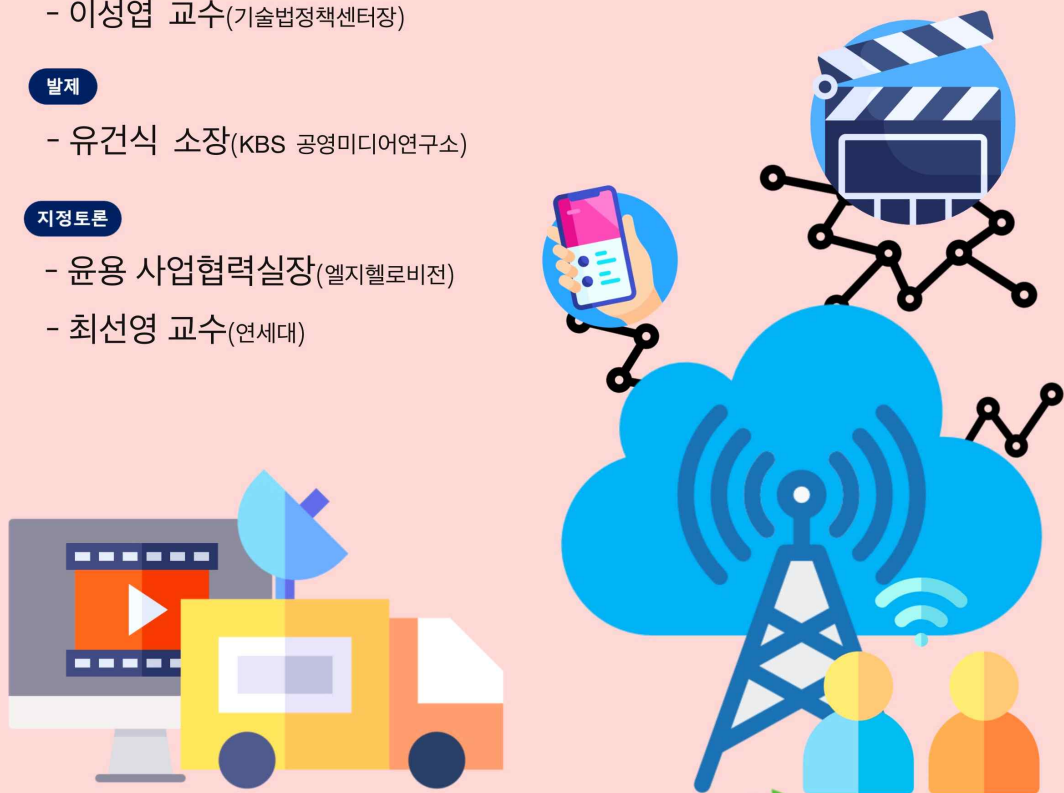 - 이성엽 교수(기술법정책센터장)
발제
- 유건식 소장(KBS 공영미디어연구소)
지정토론
- 윤용 사업협력실장(엘지헬로비전)
- 최선영 교수(연세대)